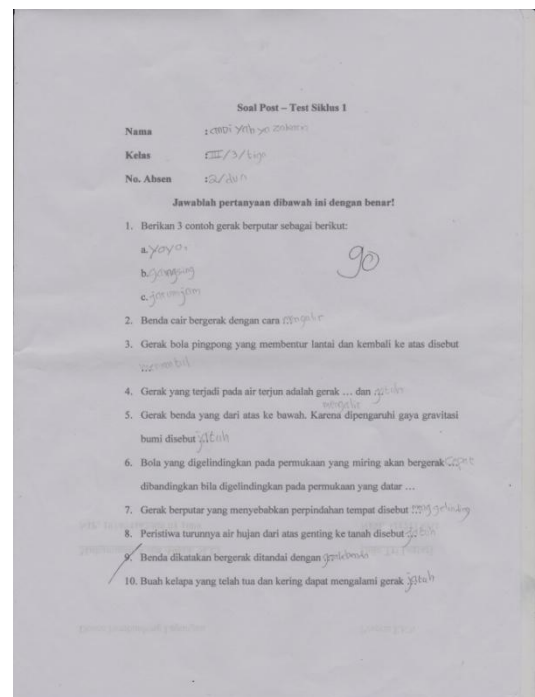 Soal Post – Test Siklus 1
Nama :
Kelas : III/3/tiga
No. Absen : 2/dua
Jawablah pertanyaan dibawah ini dengan benar!
1. Berikan 3 contoh gerak berputar sebagai berikut:
a. yoyo
b. gangsing
c. jarum jam
90
2. Benda cair bergerak dengan cara mengalir
3. Gerak bola pingpong yang membentur lantai dan kembali ke atas disebut
4. Gerak yang terjadi pada air terjun adalah gerak … dan jatuh
mengalir
5. Gerak benda yang dari atas ke bawah. Karena dipengaruhi gaya gravitasi
bumi disebut jatuh
6. Bola yang digelindingkan pada permukaan yang miring akan bergerak cepat
dibandingkan bila digelindingkan pada permukaan yang datar …
7. Gerak berputar yang menyebabkan perpindahan tempat disebut
8. Peristiwa turunnya air hujan dari atas genting ke tanah disebut jatuh
9. Benda dikatakan bergerak ditandai dengan
10. Buah kelapa yang telah tua dan kering dapat mengalami gerak jatuh